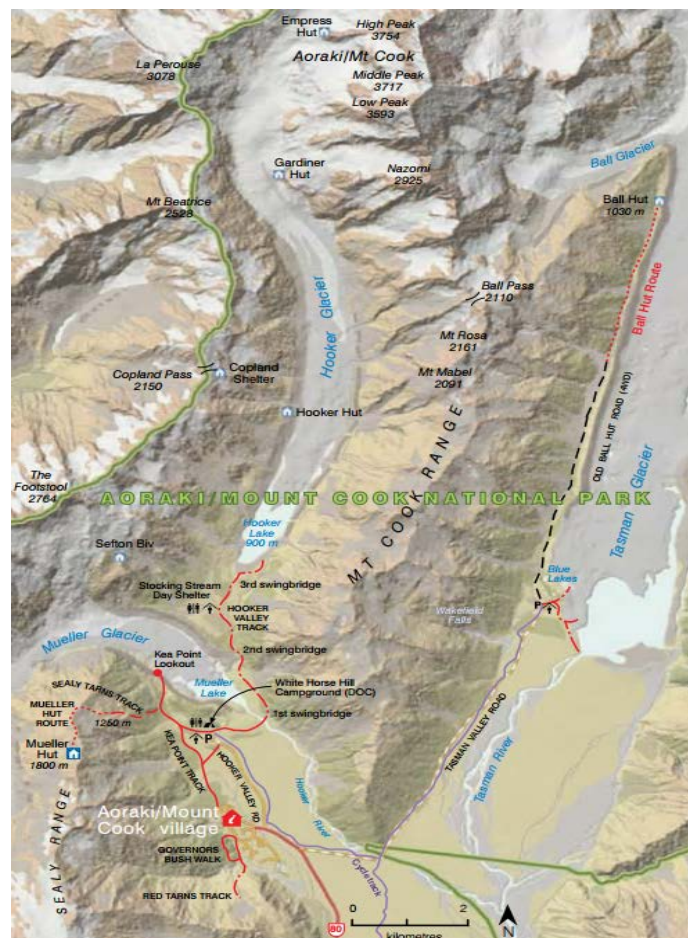 Empress
Hut
High Peak
3754
Aoraki/Mt Cook
La Perouse
3078
Middle Peak
3717
Low Peak
3593
Ball Glacier
Gardiner
Hut
Nazomi
2925
Ball Hut
1030 m
Mt Beatrice
2528
Ball Pass
2110
Ball Hut Route
Hooker Glacier
Mt Rosa
2161
Copland Pass
2150
Copland
Shelter
Mt Mabel
2091
OLD BALL HUT ROAD (4WD)
Hooker Hut
MT COOK RANGE
Tasman Glacier
The
Footstool
2764
AORAKI/MOUNT COOK NATIONAL PARK
Hooker
Lake
900 m
Sefton Biv
Blue
Lakes
Stocking Stream
Day Shelter
3rd swingbridge
HOOKER
VALLEY
TRACK
P
Wakefield
Falls
Mueller Glacier
Kea Point
Lookout
2nd swingbridge
Mueller
Lake
White Horse Hill
Campground (DOC)
SEALY TARNS TRACK
MUELLER
HUT
ROUTE
1250 m
1st swingbridge
P
Mueller
Hut
1800 m
KEA POINT TRACK
HOOKER VALLEY RD
Hooker River
TASMAN VALLEY ROAD
Tasman River
SEALY RANGE
Aoraki/Mount
Cook village
GOVERNORS
BUSH WALK
RED TARNS TRACK
Cycletrack
80
0 2
kilometres
N